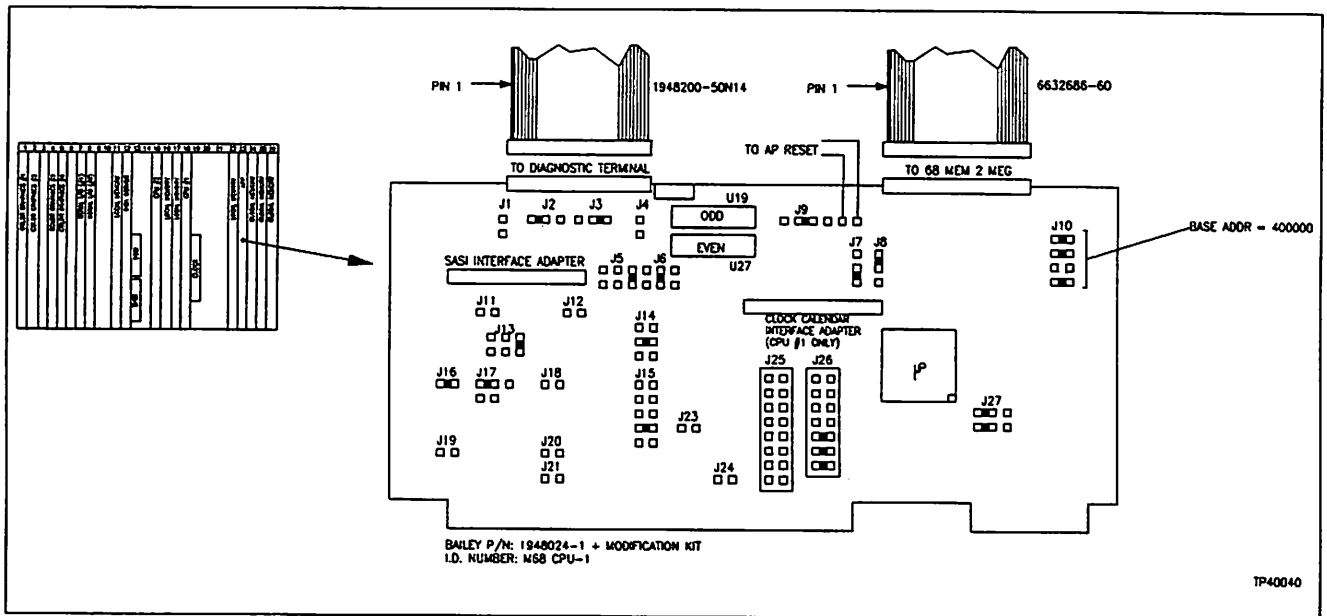 PIN 1
1948200-50N14
PIN 1
6632686-60
TO AP RESET
TO DIAGNOSTIC TERMINAL
TO 68 MEM 2 MEG
J1
J2
J3
J4
U19
ODD
EVEN
U27
J9
J7
J8
J10
BASE ADDR = 400000
SASI INTERFACE ADAPTER
J5
J6
J11
J12
J13
J14
CLOCK CALENDAR
INTERFACE ADAPTER
(CPU #1 ONLY)
J25
J26
μP
J16
J17
J18
J15
J23
J27
J19
J20
J21
J24
BAILEY P/N: 1948024-1 + MODIFICATION KIT
I.D. NUMBER: M68 CPU-1
TP40040